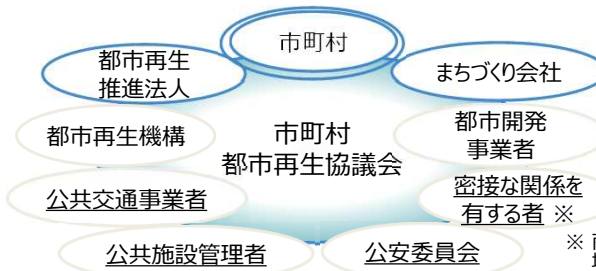 市町村
都市再生
推進法人
まちづくり会社
都市再生機構
市町村
都市再生協議会
都市開発
事業者
公共交通事業者
密接な関係を
有する者 ※
公共施設管理者
公安委員会
※